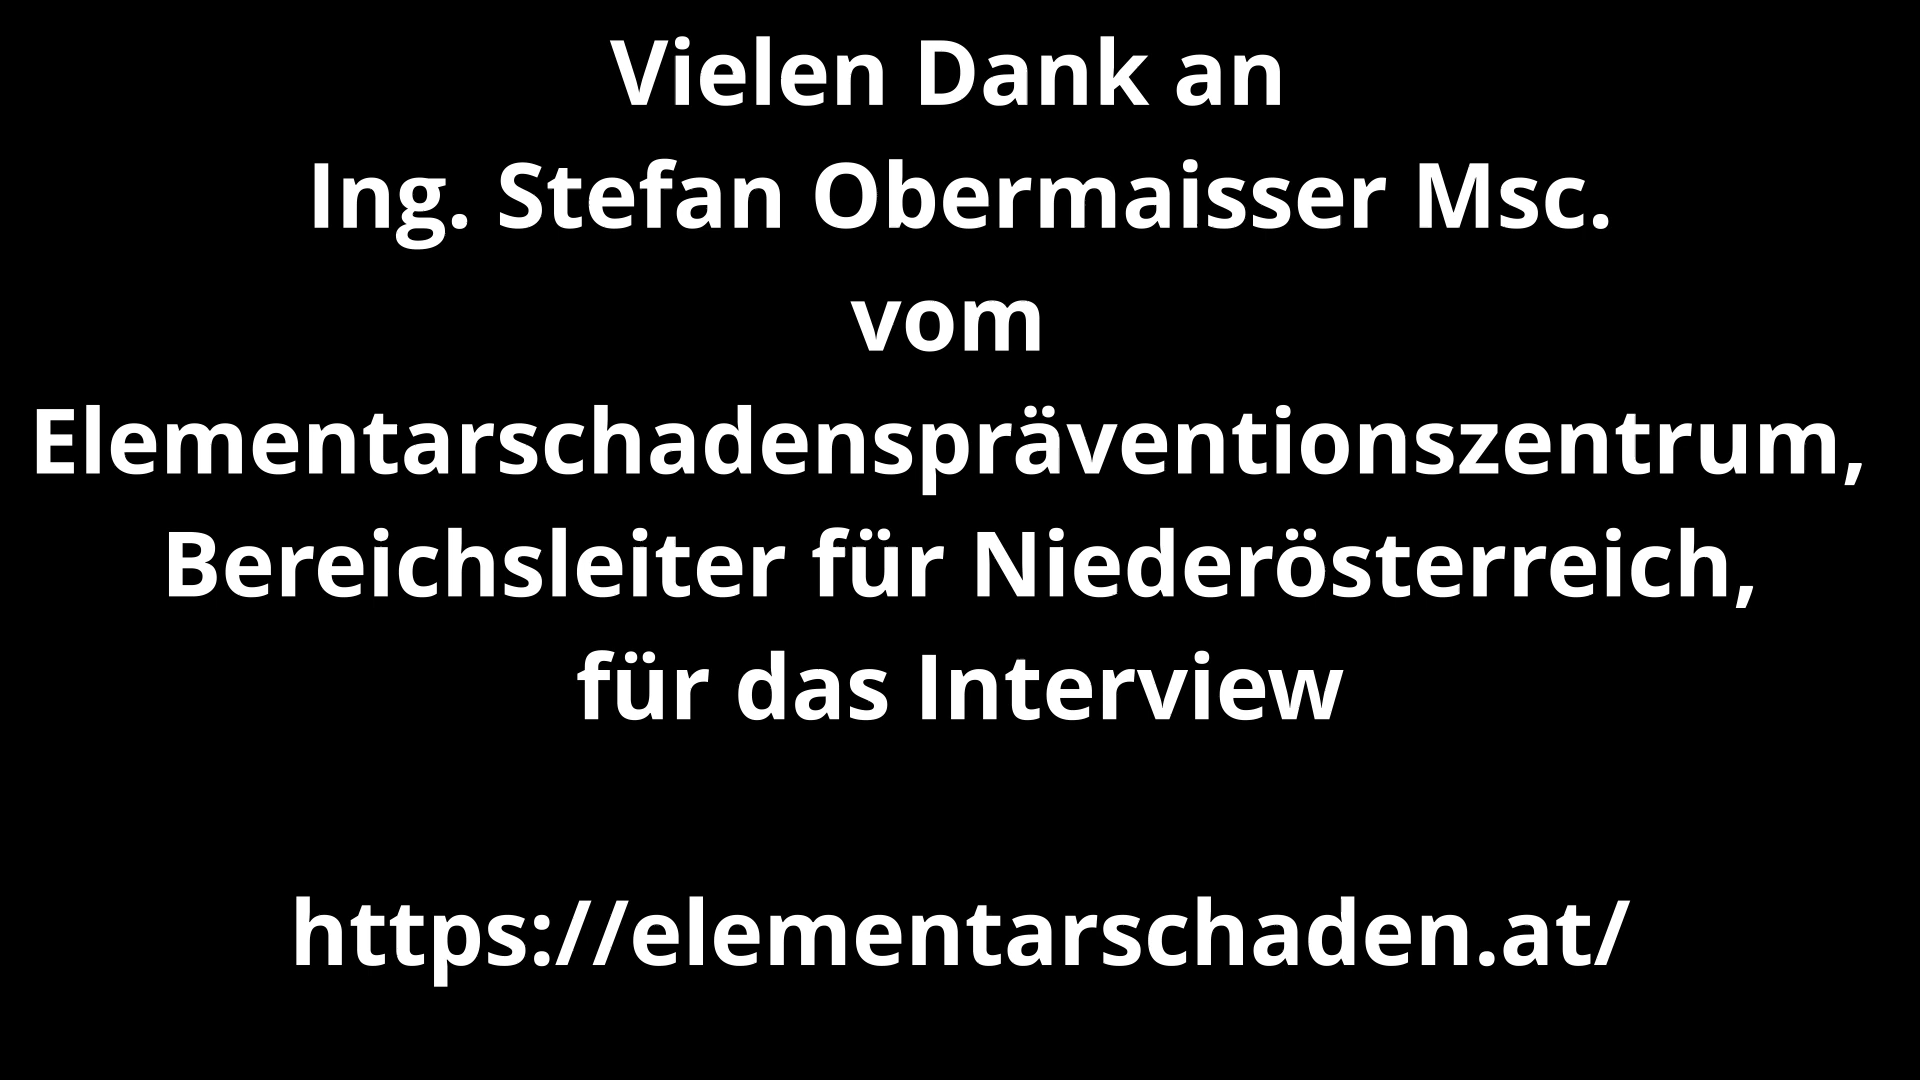 Vielen Dank an
Ing. Stefan Obermaisser Msc.
vom
Elementarschadenspräventionszentrum,
Bereichsleiter für Niederösterreich,
für das Interview
https://elementarschaden.at/